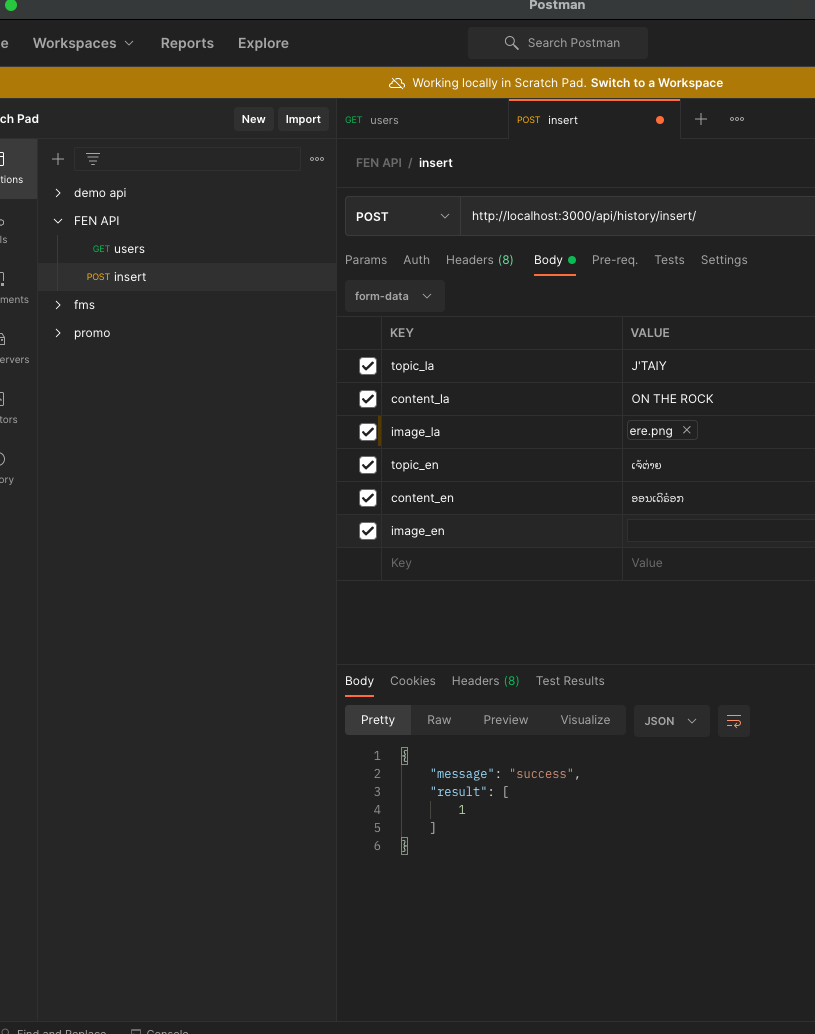 Postman
e Workspaces Reports Explore Search Postman
Working locally in Scratch Pad. Switch to a Workspace
ch Pad New Import
GET users POST insert
tions
demo api
FEN API
GET users
POST insert
fms
promo
ls
ments
ervers
tors
ory
FEN API / insert
POST http://localhost:3000/api/history/insert/
Params Auth Headers (8) Body Pre-req. Tests Settings
form-data
KEY VALUE
topic_la J'TAIY
content_la ON THE ROCK
image_la ere.png
topic_en ເຈ້ຕ່າຍ
content_en ອອນເດີຣ໋ອກ
image_en
Key Value
Body Cookies Headers (8) Test Results
Pretty Raw Preview Visualize JSON
1 {
2 "message": "success",
3 "result": [
4 1
5 ]
6 }
Find and Replace Console